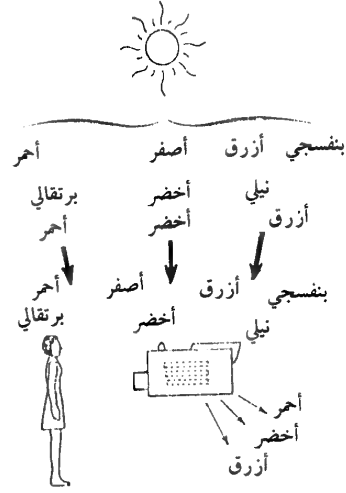 بنفسجي أزرق أصفر أحمر
نيلي أخضر برتقالي
أزرق أخضر أحمر
بنفسجي أزرق أصفر أحمر
نيلي أخضر برتقالي
أحمر
أخضر
أزرق